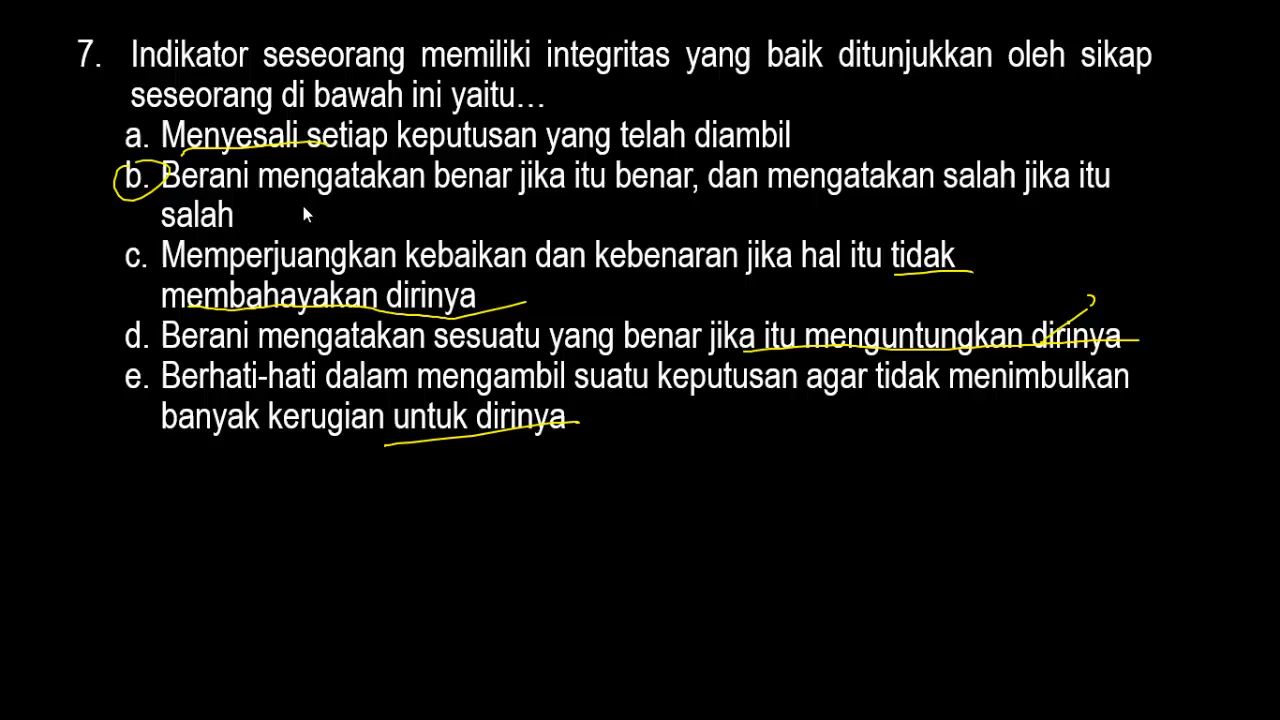 7. Indikator seseorang memiliki integritas yang baik ditunjukkan oleh sikap
seseorang di bawah ini yaitu…
a. Menyesali setiap keputusan yang telah diambil
b. Berani mengatakan benar jika itu benar, dan mengatakan salah jika itu
salah
c. Memperjuangkan kebaikan dan kebenaran jika hal itu tidak
membahayakan dirinya
d. Berani mengatakan sesuatu yang benar jika itu menguntungkan dirinya
e. Berhati-hati dalam mengambil suatu keputusan agar tidak menimbulkan
banyak kerugian untuk dirinya